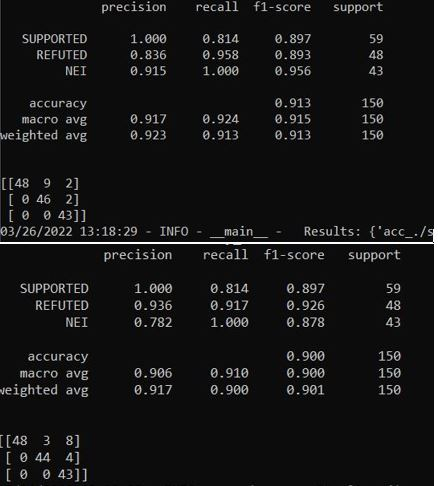 precision recall f1-score support
SUPPORTED 1.000 0.814 0.897 59
REFUTED 0.836 0.958 0.893 48
NEI 0.915 1.000 0.956 43
accuracy 0.913 150
macro avg 0.917 0.924 0.915 150
weighted avg 0.923 0.913 0.913 150
[[48 9 2]
[ 0 46 2]
[ 0 0 43]]
03/26/2022 13:18:29 - INFO - __main__ - Results: {'acc_./s
precision recall f1-score support
SUPPORTED 1.000 0.814 0.897 59
REFUTED 0.936 0.917 0.926 48
NEI 0.782 1.000 0.878 43
accuracy 0.900 150
macro avg 0.906 0.910 0.900 150
weighted avg 0.917 0.900 0.901 150
[[48 3 8]
[ 0 44 4]
[ 0 0 43]]